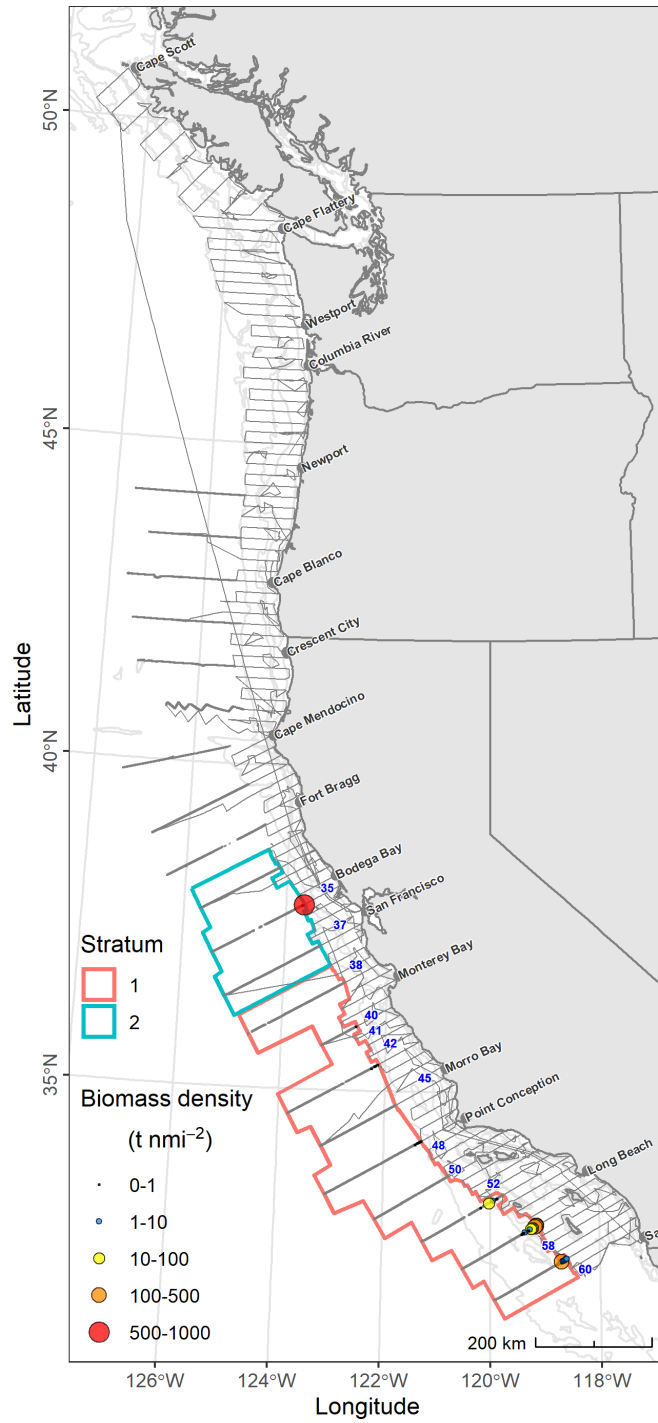 Cape Scott
50°N
Cape Flattery
Westport
Columbia River
45°N
Newport
Cape Blanco
Crescent City
Latitude
Cape Mendocino
40°N
Fort Bragg
Bodega Bay
35
San Francisco
37
Stratum
38
Monterey Bay
1
2
40
41
42
35°N
Morro Bay
45
Biomass density
(t nmi⁻²)
Point Conception
48
Long Beach
50
52
0-1
1-10
58
Sa
10-100
60
100-500
500-1000
200 km
126°W
124°W
122°W
120°W
118°W
Longitude